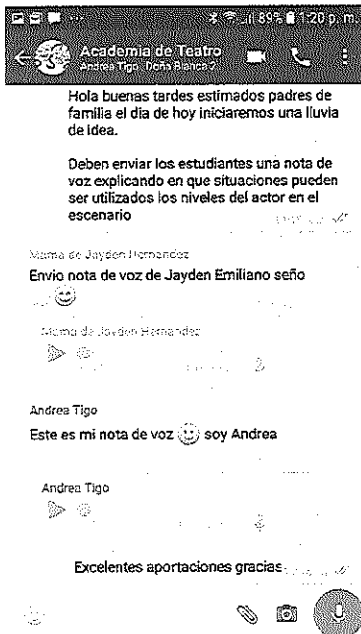 89% 1:20 p. m.
Academia de Teatro
Andrea Tigo, Doña Blanca 2
Hola buenas tardes estimados padres de
familia el dia de hoy iniciaremos una lluvia
de idea.
Deben enviar los estudiantes una nota de
voz explicando en que situaciones pueden
ser utilizados los niveles del actor en el
escenario
Mama de Jayden Hernandez
Envio nota de voz de Jayden Emiliano seño
Mama de Jayden Hernandez
Andrea Tigo
Este es mi nota de voz soy Andrea
Andrea Tigo
Excelentes aportaciones gracias